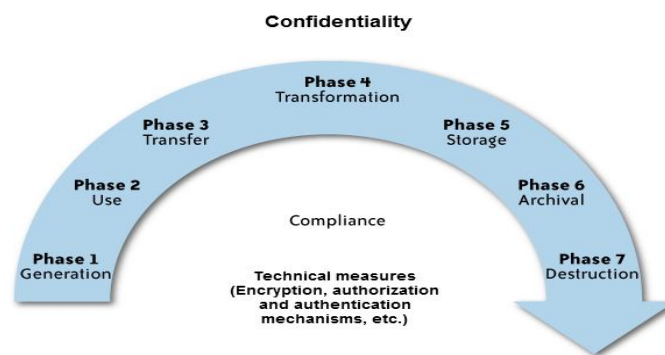 Confidentiality
Phase 1
Generation
Phase 2
Use
Phase 3
Transfer
Phase 4
Transformation
Phase 5
Storage
Phase 6
Archival
Phase 7
Destruction
Compliance
Technical measures
(Encryption, authorization
and authentication
mechanisms, etc.)